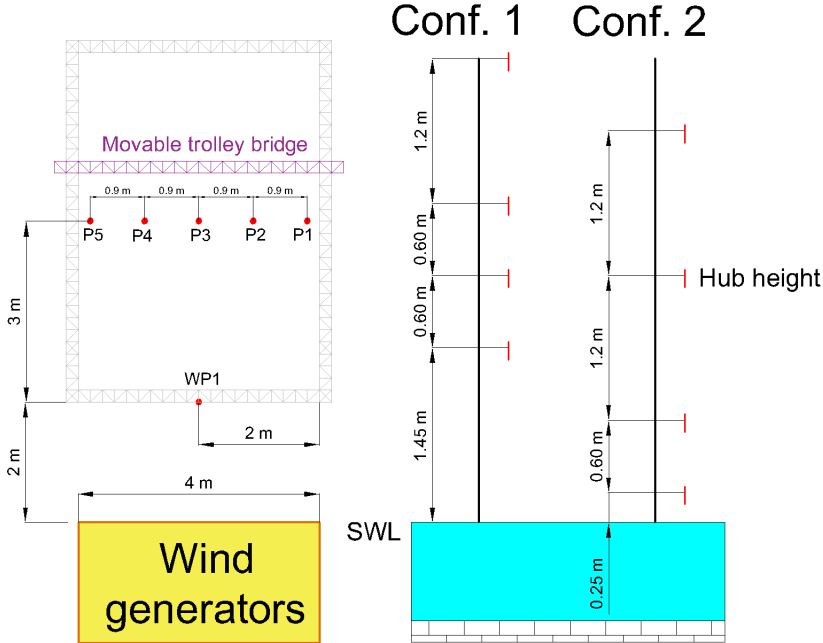 Conf. 1
Conf. 2
Movable trolley bridge
0.9 m
0.9 m
0.9 m
0.9 m
P5
P4
P3
P2
P1
3 m
WP1
2 m
2 m
4 m
Wind
generators
1.2 m
0.60 m
0.60 m
1.45 m
1.2 m
Hub height
1.2 m
0.60 m
SWL
0.25 m